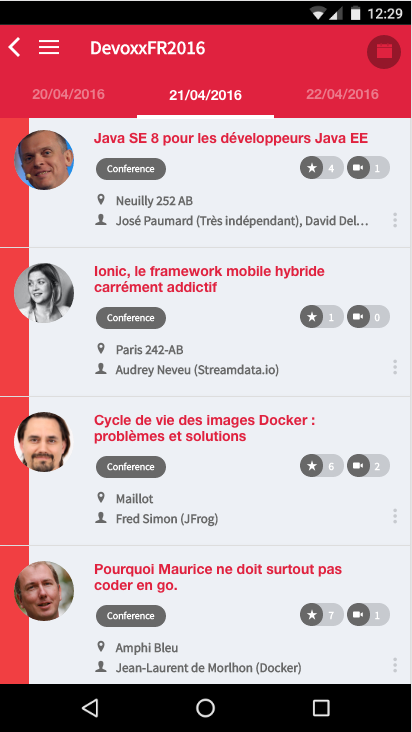 12:29
DevoxxFR2016
20/04/2016 21/04/2016 22/04/2016
Java SE 8 pour les développeurs Java EE
Conference 4 1
Neuilly 252 AB
José Paumard (Très indépendant), David Del...
Ionic, le framework mobile hybride
carrément addictif
Conference 1 0
Paris 242-AB
Audrey Neveu (Streamdata.io)
Cycle de vie des images Docker :
problèmes et solutions
Conference 6 2
Maillot
Fred Simon (JFrog)
Pourquoi Maurice ne doit surtout pas
coder en go.
Conference 7 1
Amphi Bleu
Jean-Laurent de Morlhon (Docker)